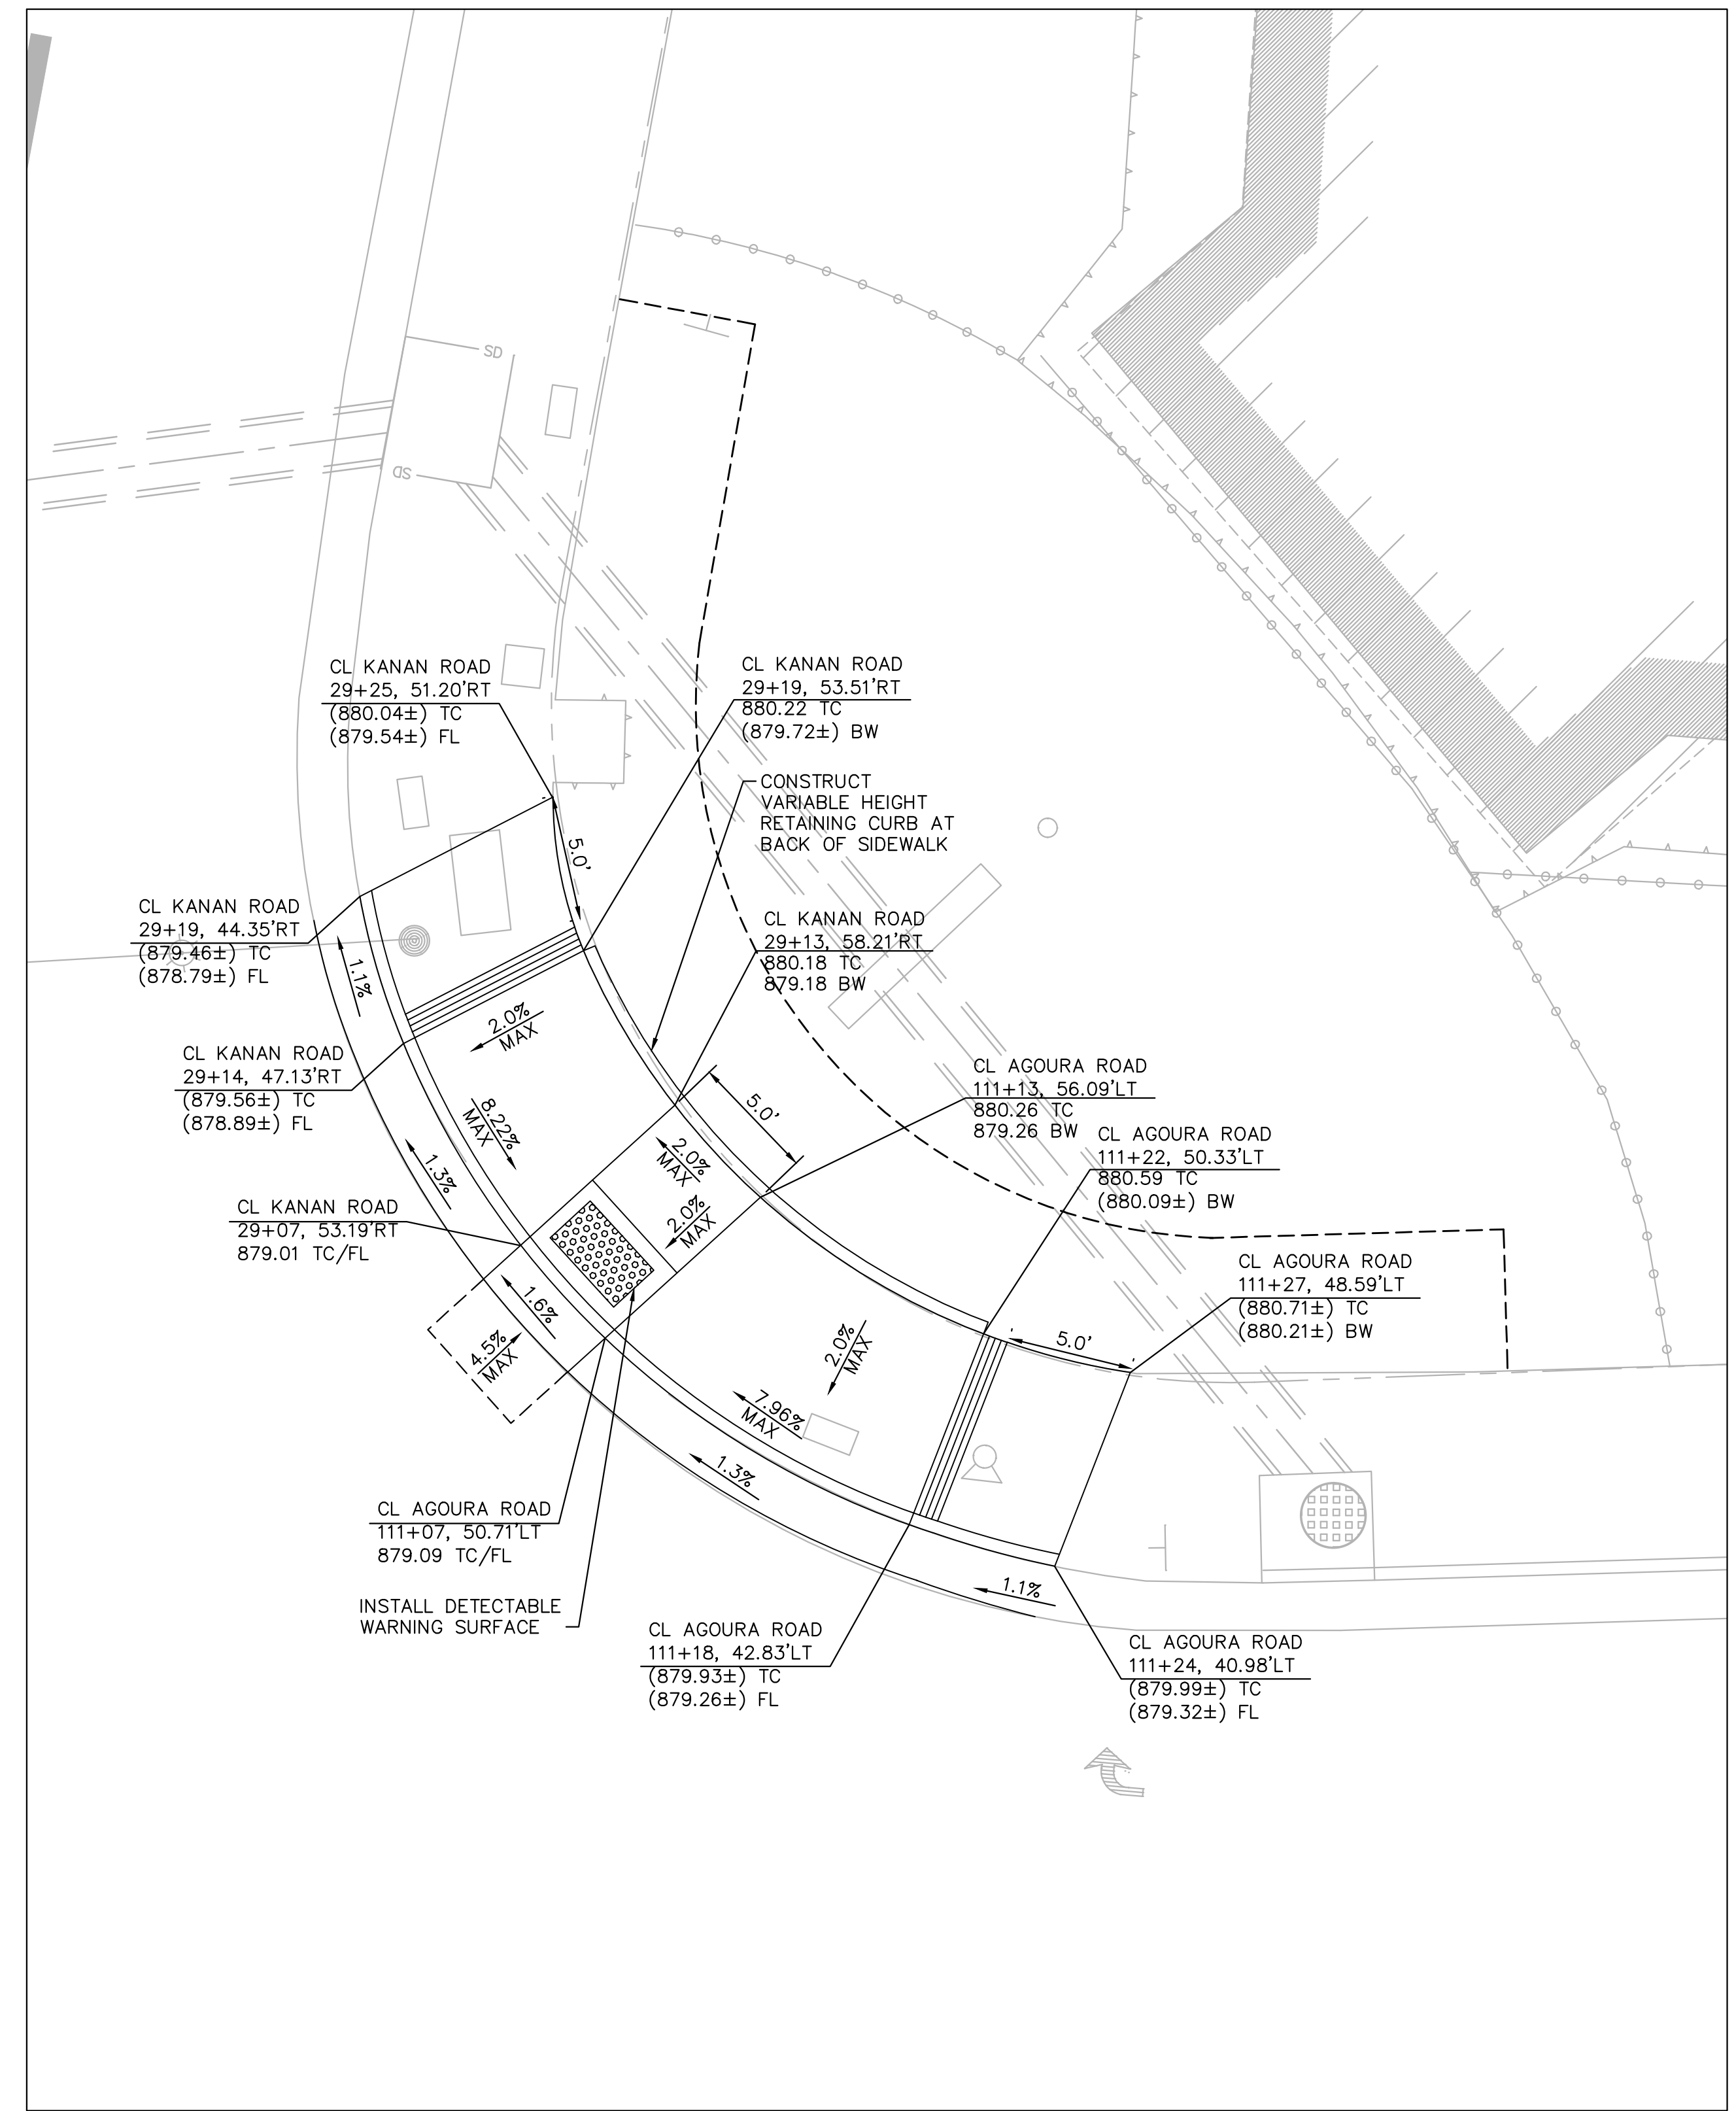 SD
SD
CL KANAN ROAD
29+25, 51.20'RT
(880.04±) TC
(879.54±) FL
CL KANAN ROAD
29+19, 53.51'RT
880.22 TC
(879.72±) BW
CONSTRUCT
VARIABLE HEIGHT
RETAINING CURB AT
BACK OF SIDEWALK
5.0'
CL KANAN ROAD
29+19, 44.35'RT
(879.46±) TC
(878.79±) FL
CL KANAN ROAD
29+13, 58.21'RT
880.18 TC
879.18 BW
1.1%
2.0%
MAX
CL KANAN ROAD
29+14, 47.13'RT
(879.56±) TC
(878.89±) FL
8.22%
MAX
5.0'
CL AGOURA ROAD
111+13, 56.09'LT
880.26 TC
879.26 BW
CL AGOURA ROAD
111+22, 50.33'LT
880.59 TC
(880.09±) BW
1.3%
2.0%
MAX
2.0%
MAX
CL KANAN ROAD
29+07, 53.19'RT
879.01 TC/FL
CL AGOURA ROAD
111+27, 48.59'LT
(880.71±) TC
(880.21±) BW
1.6%
4.5%
MAX
2.0%
MAX
5.0'
7.96%
MAX
1.3%
CL AGOURA ROAD
111+07, 50.71'LT
879.09 TC/FL
1.1%
INSTALL DETECTABLE
WARNING SURFACE
CL AGOURA ROAD
111+18, 42.83'LT
(879.93±) TC
(879.26±) FL
CL AGOURA ROAD
111+24, 40.98'LT
(879.99±) TC
(879.32±) FL